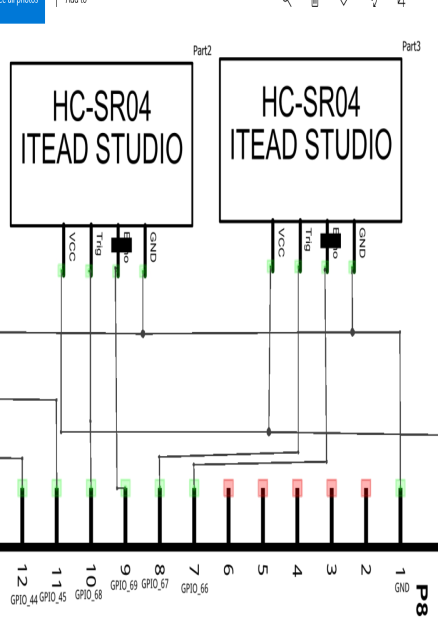 Part2
Part3
HC-SR04
ITEAD STUDIO
HC-SR04
ITEAD STUDIO
VCC
Trig
GND
VCC
Trig
GND
12
11
10
9
8
7
6
5
4
3
2
1
GPIO_44
GPIO_45
GPIO_68
GPIO_69
GPIO_67
GPIO_66
GND
P8